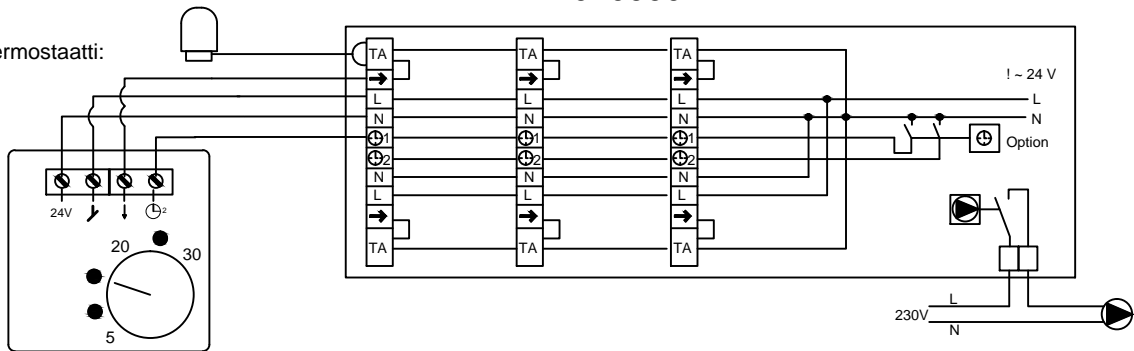 ermostaatti:
TA TA TA
! ~ 24 V
L L L L
N N N N
1 1 1 Option
2 2 2
N N N
L L L
TA TA TA
24V 2
20 30
5
L
230V
N